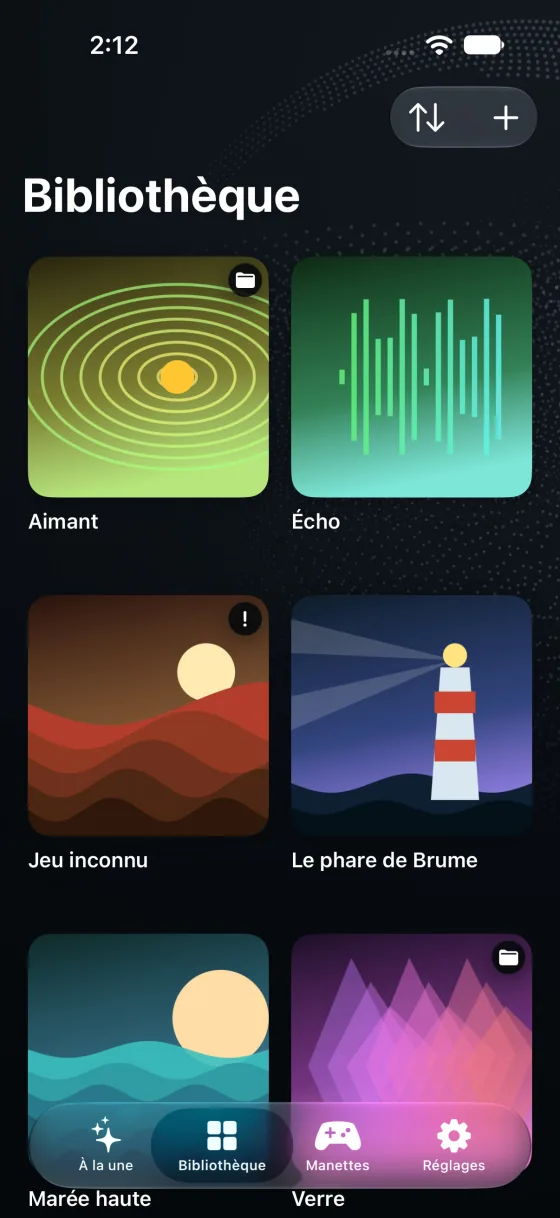 2:12
Bibliothèque
Aimant
Écho
Jeu inconnu
Le phare de Brume
À la une
Bibliothèque
Manettes
Réglages
Marée haute
Verre